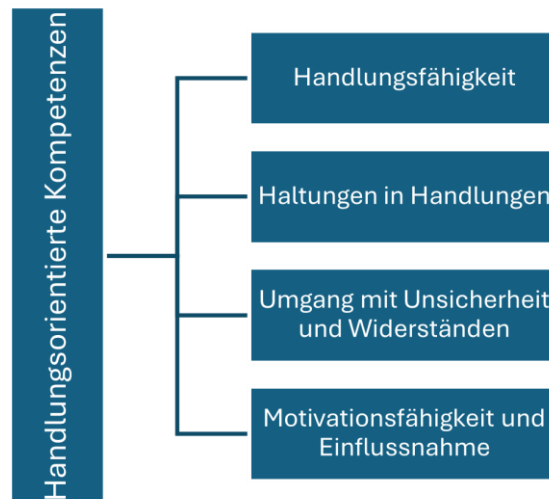 Handlungsorientierte Kompetenzen
Handlungsfähigkeit
Haltungen in Handlungen
Umgang mit Unsicherheit
und Widerständen
Motivationsfähigkeit und
Einflussnahme